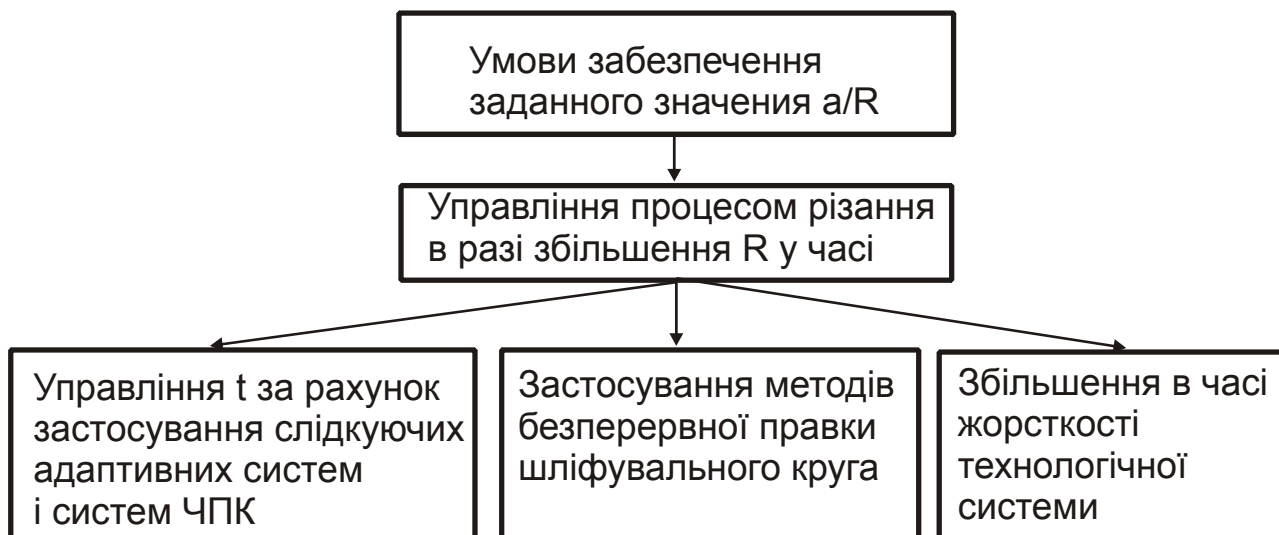 Умови забезпечення
заданного значения a/R
Управління процесом різання
в разі збільшення R у часі
Управління t за рахунок
застосування слідкуючих
адаптивних систем
і систем ЧПК
Застосування методів
безперервної правки
шліфувального круга
Збільшення в часі
жорсткості
технологічної
системи